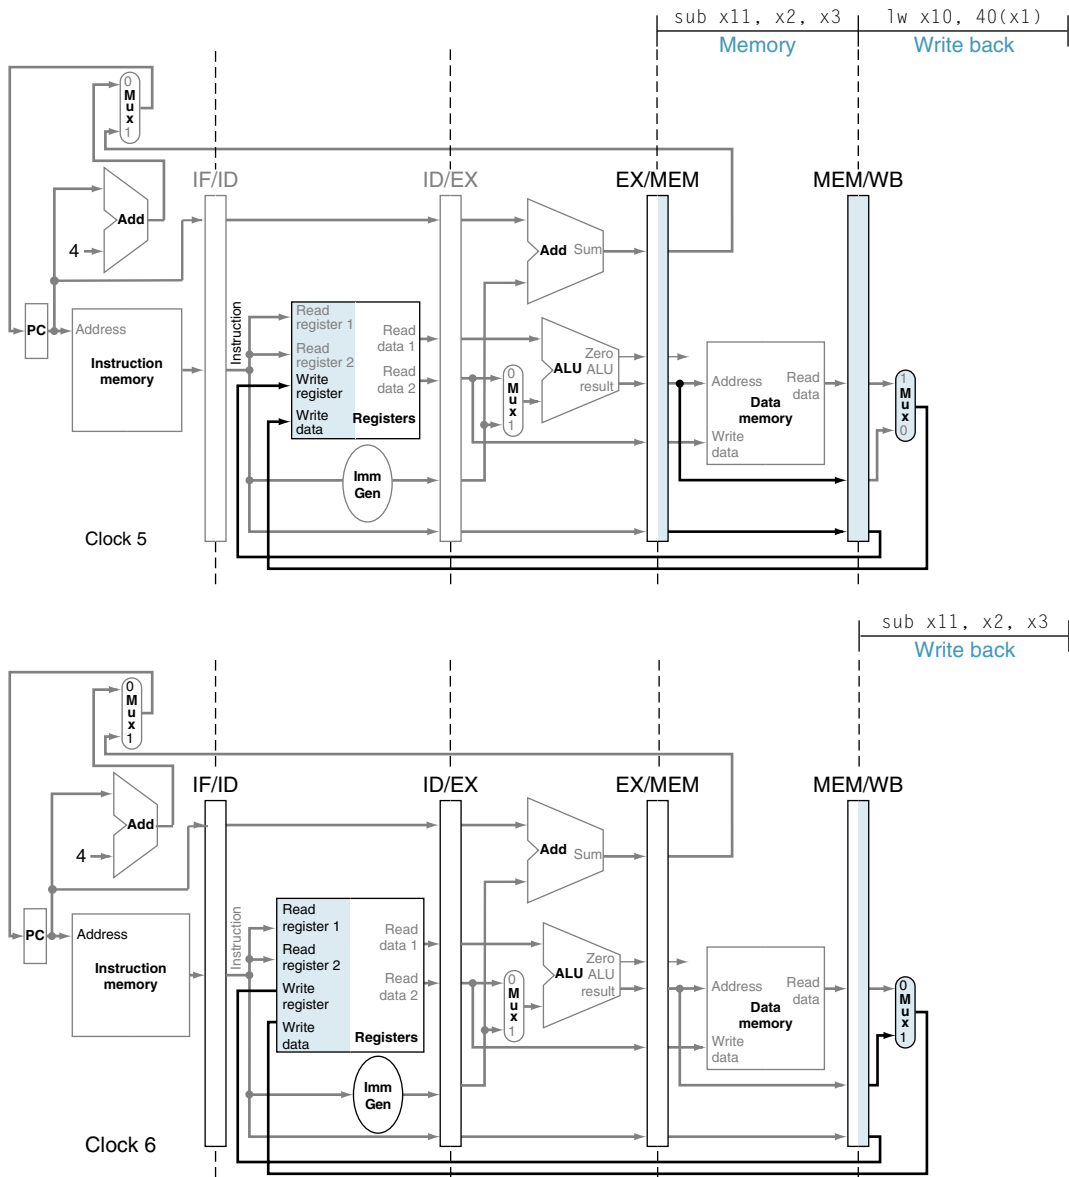 sub x11, x2, x3
lw x10, 40(x1)
Memory
Write back
0
M
u
x
1
IF/ID
ID/EX
EX/MEM
MEM/WB
Add
4
Add Sum
PC
Address
Instruction
memory
Instruction
Read
register 1
Read
register 2
Write
register
Write
data
Read
data 1
Read
data 2
Registers
Imm
Gen
0
M
u
x
1
Zero
ALU ALU
result
Address
Read
data
Data
memory
Write
data
1
M
u
x
0
Clock 5
sub x11, x2, x3
Write back
0
M
u
x
1
IF/ID
ID/EX
EX/MEM
MEM/WB
Add
4
Add Sum
PC
Address
Instruction
memory
Instruction
Read
register 1
Read
register 2
Write
register
Write
data
Read
data 1
Read
data 2
Registers
Imm
Gen
0
M
u
x
1
Zero
ALU ALU
result
Address
Read
data
Data
memory
Write
data
0
M
u
x
1
Clock 6